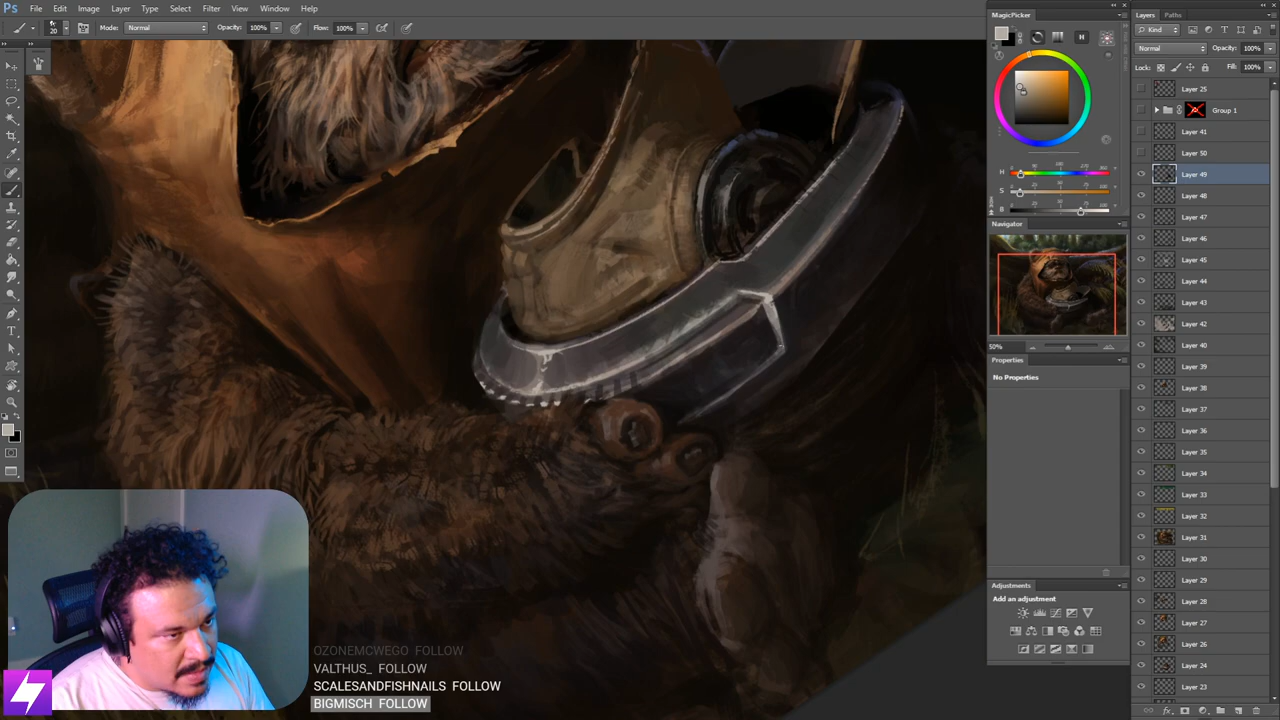 Ps File Edit Image Layer Type Select Filter 3D View Window Help
20 Mode: Normal Opacity: 100% Flow: 100%
MagicPicker
H
H
S
B
Navigator
50%
Properties
No Properties
Adjustments
Add an adjustment
Layers Paths
Kind
Normal Opacity: 100%
Lock: Fill: 100%
Layer 25
Group 1
Layer 41
Layer 50
Layer 49
Layer 48
Layer 47
Layer 46
Layer 45
Layer 44
Layer 43
Layer 42
Layer 40
Layer 39
Layer 38
Layer 37
Layer 36
Layer 35
Layer 34
Layer 33
Layer 32
Layer 31
Layer 30
Layer 29
Layer 28
Layer 27
Layer 26
Layer 24
Layer 23
OZONEMCWEGO FOLLOW
VALTHUS_ FOLLOW
SCALESANDFISHNAILS FOLLOW
BIGMISCH FOLLOW